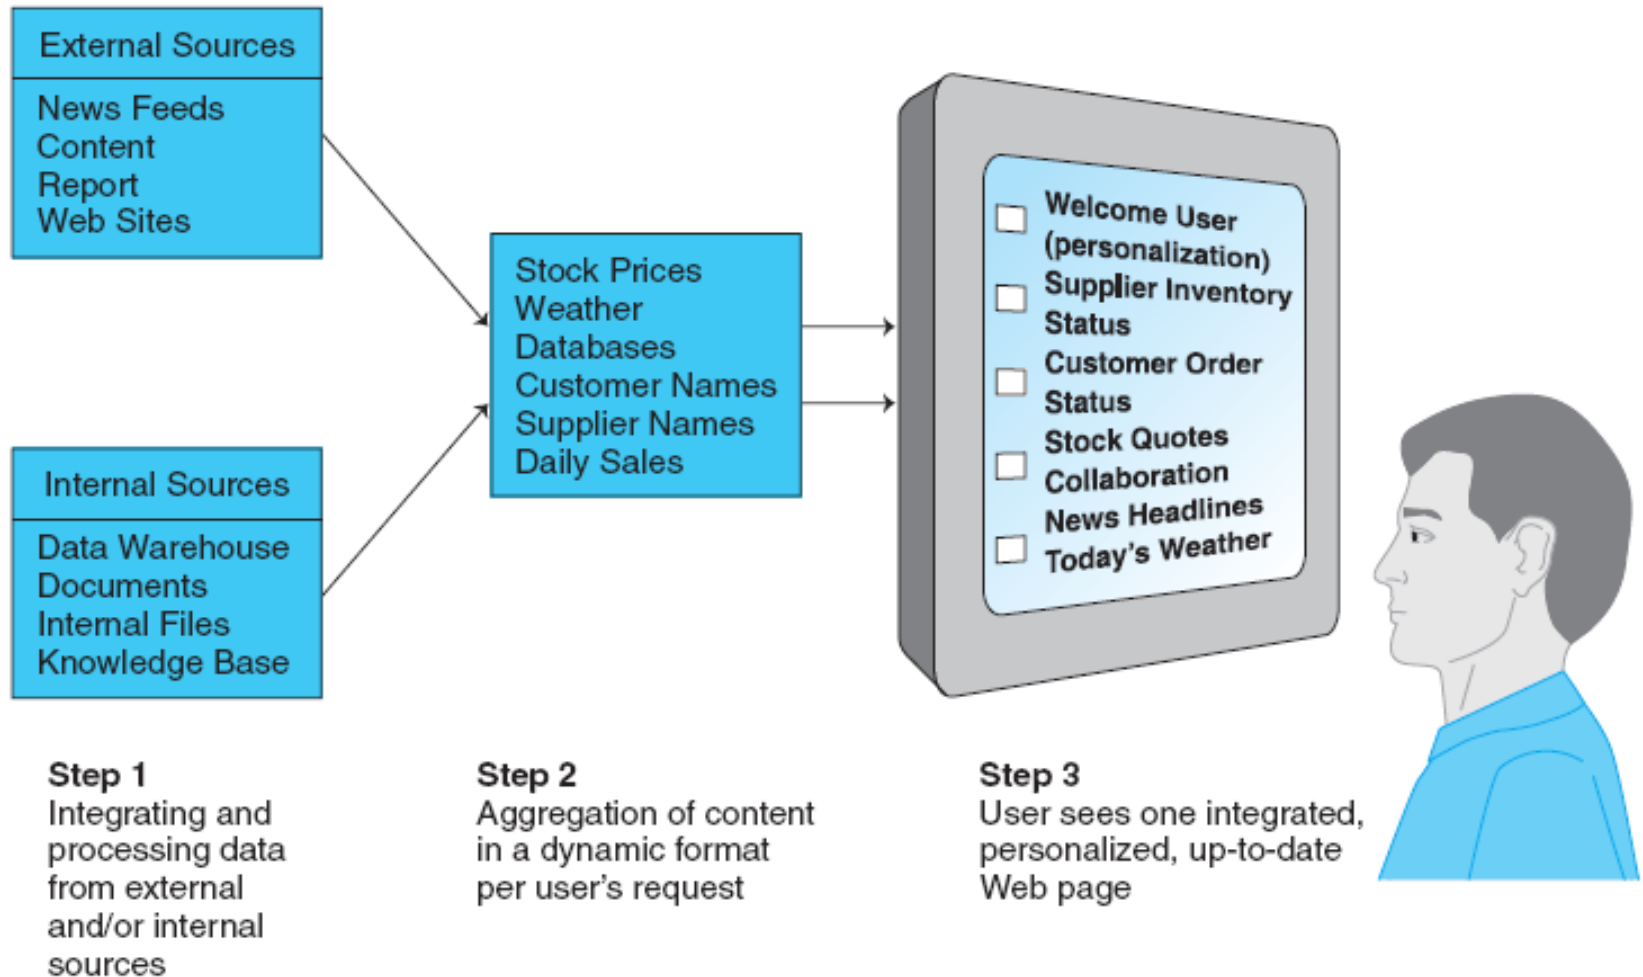 External Sources
News Feeds
Content
Report
Web Sites
Internal Sources
Data Warehouse
Documents
Internal Files
Knowledge Base
Stock Prices
Weather
Databases
Customer Names
Supplier Names
Daily Sales
Welcome User
(personalization)
Supplier Inventory
Status
Customer Order
Status
Stock Quotes
Collaboration
News Headlines
Today's Weather
Step 1
Integrating and
processing data
from external
and/or internal
sources
Step 2
Aggregation of content
in a dynamic format
per user's request
Step 3
User sees one integrated,
personalized, up-to-date
Web page